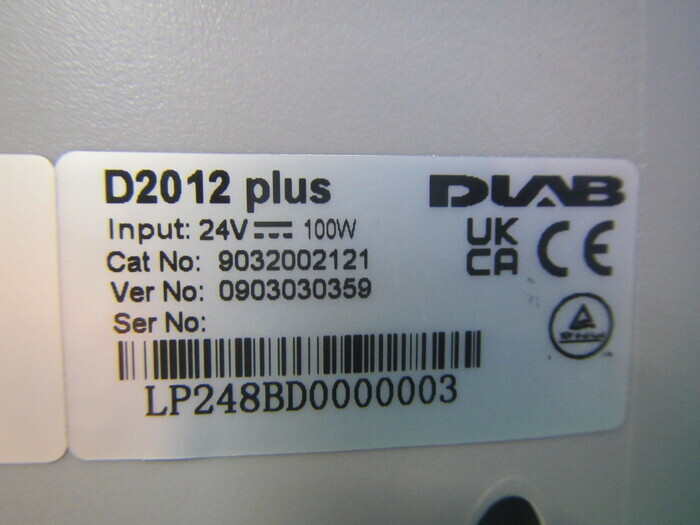 D2012 plus
DLAB
Input: 24V 100W
UK
CA
CE
Cat No: 9032002121
Ver No: 0903030359
Ser No:
LP248BD0000003